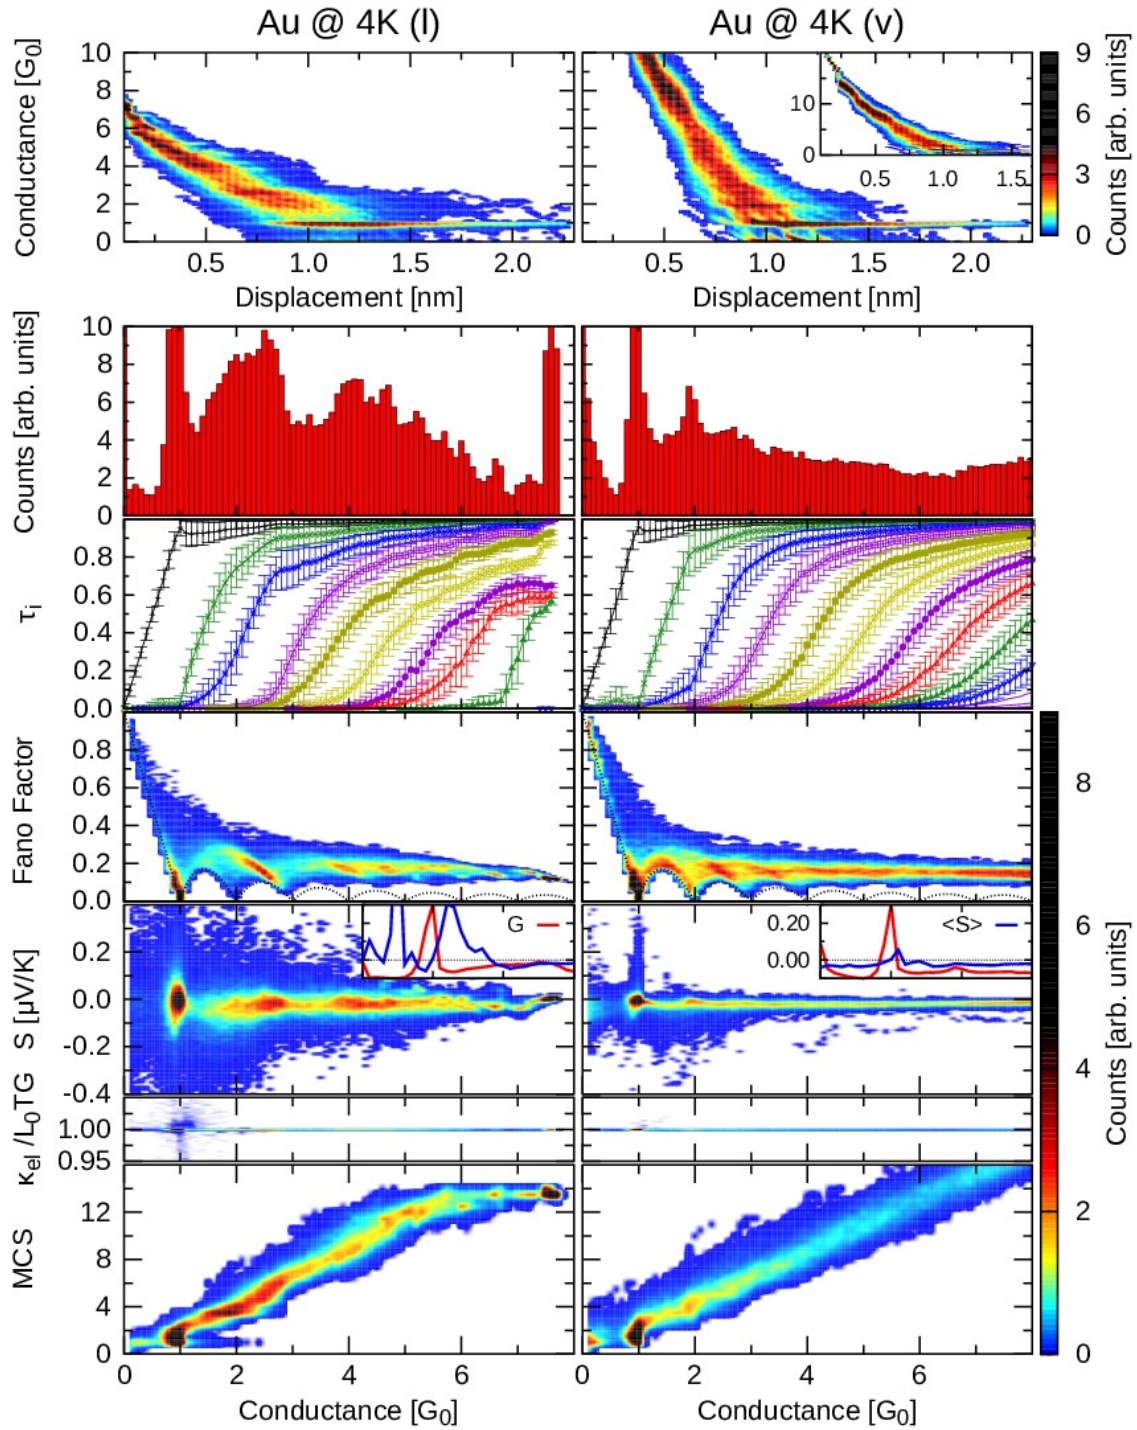 Au @ 4K (l) Au @ 4K (v)
Conductance [G0]
10
8
6
4
2
0
0.5 1.0 1.5 2.0
Displacement [nm]
10
0
0.5 1.0 1.5
0.5 1.0 1.5 2.0
Displacement [nm]
9
6
3
0
Counts [arb. units]
Counts [arb. units]
10
8
6
4
2
0
τi
0.8
0.6
0.4
0.2
0.0
Fano Factor
0.8
0.6
0.4
0.2
0.0
S [μV/K]
0.2
0.0
-0.2
-0.4
G
0.20
0.00
<S>
κel /L0TG
1.00
0.95
MCS
12
8
4
0
0 2 4 6
Conductance [G0]
0 2 4 6
Conductance [G0]
8
6
4
2
0
Counts [arb. units]